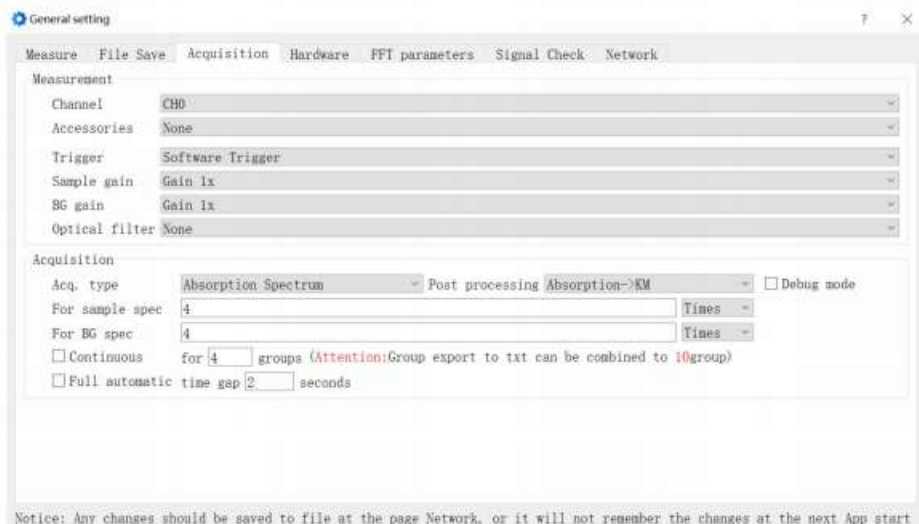 General setting ? ×
Measure File Save Acquisition Hardware FFT parameters Signal Check Network
Measurement
Channel CH0
Accessories None
Trigger Software Trigger
Sample gain Gain 1x
BG gain Gain 1x
Optical filter None
Acquisition
Acq. type Absorption Spectrum Post processing Absorption->KM Debug mode
For sample spec 4 Times
For BG spec 4 Times
Continuous for 4 groups (Attention:Group export to txt can be combined to 10group)
Full automatic time gap 2 seconds
Notice: Any changes should be saved to file at the page Network, or it will not remember the changes at the next App start